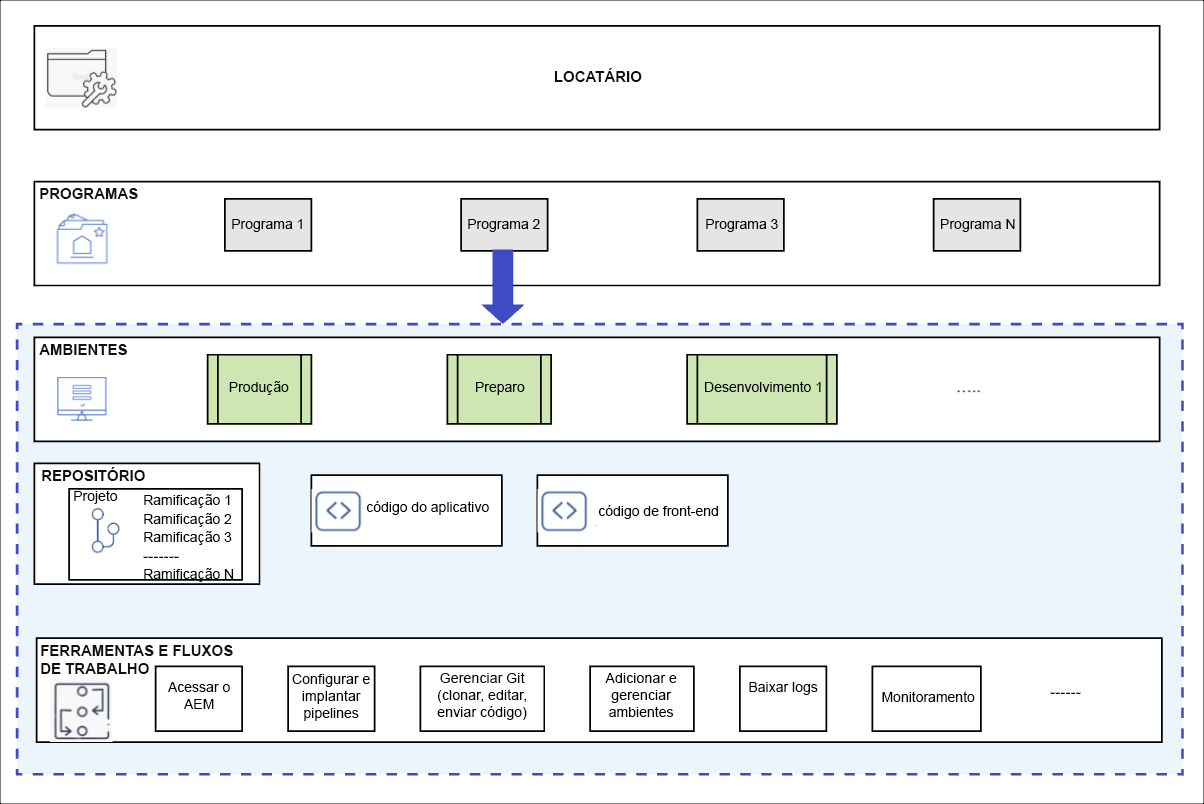 LOCATÁRIO
PROGRAMAS
Programa 1
Programa 2
Programa 3
Programa N
AMBIENTES
Produção
Preparo
Desenvolvimento 1
.....
REPOSITÓRIO
Projeto
Ramificação 1
Ramificação 2
Ramificação 3
-------
Ramificação N
código do aplicativo
código de front-end
FERRAMENTAS E FLUXOS
DE TRABALHO
Acessar o
AEM
Configurar e
implantar
pipelines
Gerenciar Git
(clonar, editar,
enviar código)
Adicionar e
gerenciar
ambientes
Baixar logs
Monitoramento
------